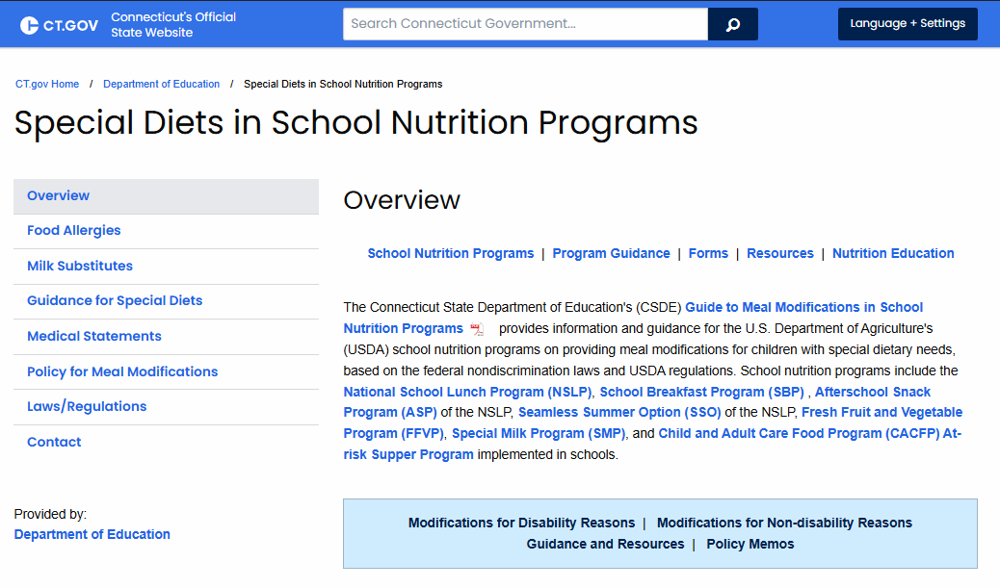 CT.GOV
Connecticut's Official
State Website
Search Connecticut Government...
Language + Settings
CT.gov Home / Department of Education / Special Diets in School Nutrition Programs
Special Diets in School Nutrition Programs
Overview
Food Allergies
Milk Substitutes
Guidance for Special Diets
Medical Statements
Policy for Meal Modifications
Laws/Regulations
Contact
Provided by:
Department of Education
Overview
School Nutrition Programs | Program Guidance | Forms | Resources | Nutrition Education
The Connecticut State Department of Education's (CSDE) Guide to Meal Modifications in School
Nutrition Programs provides information and guidance for the U.S. Department of Agriculture's
(USDA) school nutrition programs on providing meal modifications for children with special dietary needs,
based on the federal nondiscrimination laws and USDA regulations. School nutrition programs include the
National School Lunch Program (NSLP), School Breakfast Program (SBP) , Afterschool Snack
Program (ASP) of the NSLP, Seamless Summer Option (SSO) of the NSLP, Fresh Fruit and Vegetable
Program (FFVP), Special Milk Program (SMP), and Child and Adult Care Food Program (CACFP) At-
risk Supper Program implemented in schools.
Modifications for Disability Reasons | Modifications for Non-disability Reasons
Guidance and Resources | Policy Memos